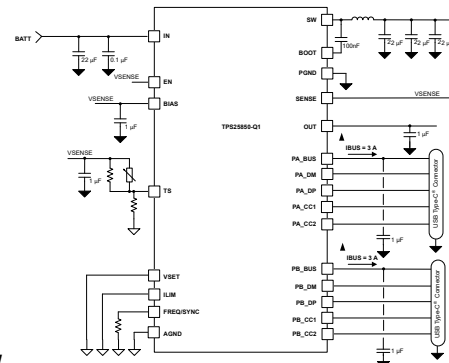 BATT
22 µF
0.1 µF
IN
VSENSE
EN
VSENSE
BIAS
1 µF
VSENSE
1 µF
TS
VSET
ILIM
FREQ/SYNC
AGND
TPS25850-Q1
SW
BOOT
100nF
22 µF
22 µF
22 µF
PGND
SENSE
VSENSE
OUT
1 µF
IBUS = 3 A
PA_BUS
PA_DM
PA_DP
PA_CC1
PA_CC2
1 µF
USB Type-C® Connector
IBUS = 3 A
PB_BUS
PB_DM
PB_DP
PB_CC1
PB_CC2
1 µF
USB Type-C® Connector